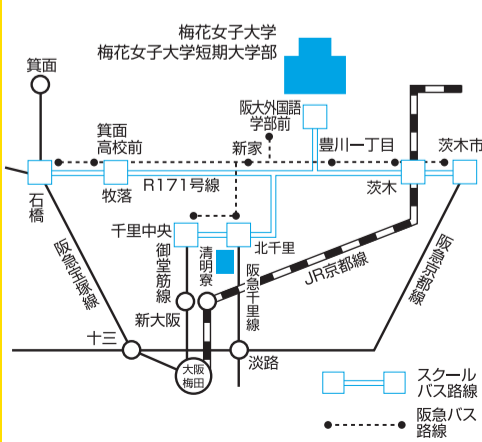 梅花女子大学
梅花女子大学短期大学部
箕面
阪大外国語
学部前
箕面
高校前
新家
豊川一丁目
茨木市
石橋
牧落
R171号線
茨木
千里中央
北千里
御堂筋線
清明寮
阪急宝塚線
阪急千里線
JR京都線
阪急京都線
新大阪
十三
大阪
梅田
淡路
スクール
バス路線
阪急バス
路線